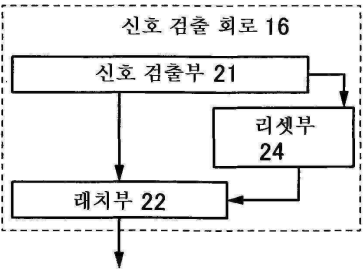 신호 검출 회로 16
신호 검출부 21
리셋부
24
래치부 22